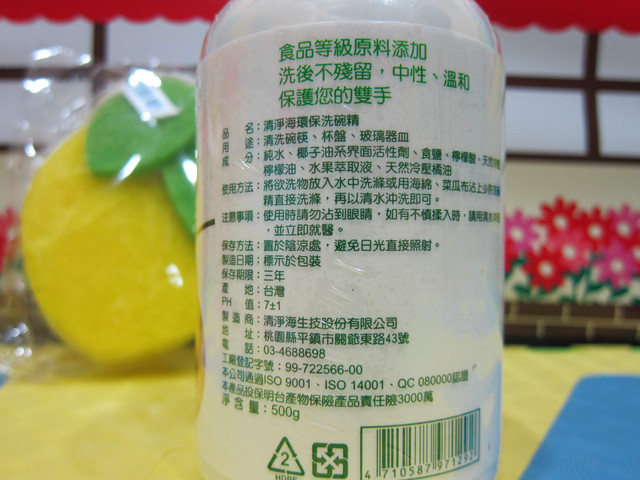 食品等級原料添加
洗後不殘留，中性、溫和
保護您的雙手
品名：清淨海環保洗碗精
用途：清洗碗筷、杯盤、玻璃器皿
成分：純水、椰子油系界面活性劑、食鹽、檸檬酸、天然
檸檬油、水果萃取液、天然冷壓橘油
使用方法：將欲洗物放入水中洗滌或用海綿、菜瓜布沾上少許
精直接洗滌，再以清水沖洗即可。
注意事項：使用時請勿沾到眼睛，如有不慎揉入時，請用清水
，並立即就醫。
保存方法：置於陰涼處，避免日光直接照射。
製造日期：標示於包裝
保存期限：三年
產地：台灣
PH值：7±1
製造商：清淨海生技股份有限公司
地址：桃園縣平鎮市關爺東路43號
電話：03-4688698
工廠登記字號：99-722566-00
本公司通過ISO 9001、ISO 14001、QC 080000認證
本產品投保明台產物保險產品責任險3000萬
淨含量：500g
2
HDPE
4 710587 971292